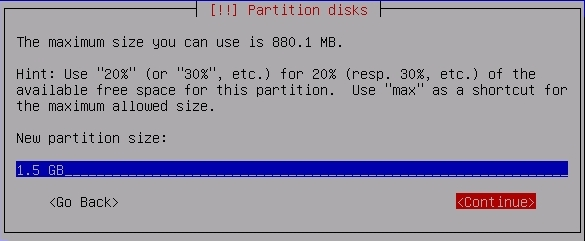 [!!] Partition disks
The maximum size you can use is 880.1 MB.
Hint: Use "20%" (or "30%", etc.) for 20% (resp. 30%, etc.) of the
available free space for this partition.  Use "max" as a shortcut for
the maximum allowed size.
New partition size:
1.5 GB
<Go Back> <Continue>